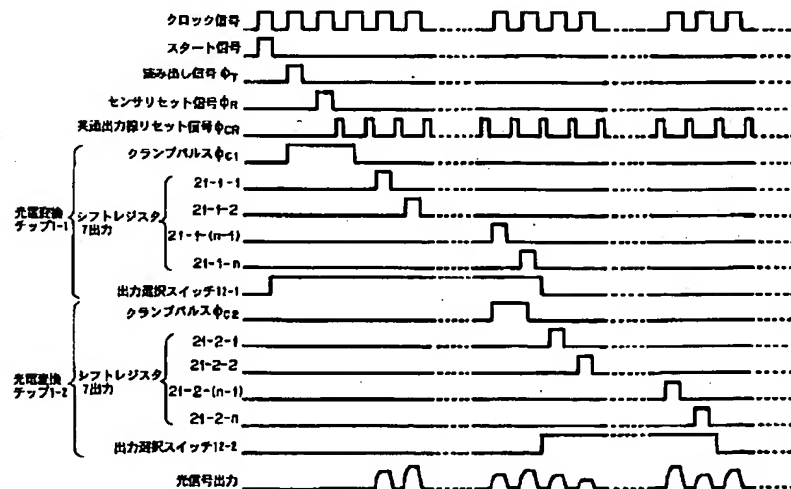 クロック信号
スタート信号
読み出し信号 ΦT
センサリセット信号 ΦR
共通出力線リセット信号 ΦCR
クランプパルス ΦC1
21-1-1
21-1-2
21-1-(n-1)
21-1-n
光電変換
チップ1-1
シフトレジスタ
7出力
出力選択スイッチ12-1
クランプパルス ΦC2
21-2-1
21-2-2
21-2-(n-1)
21-2-n
光電変換
チップ1-2
シフトレジスタ
7出力
出力選択スイッチ12-2
光信号出力